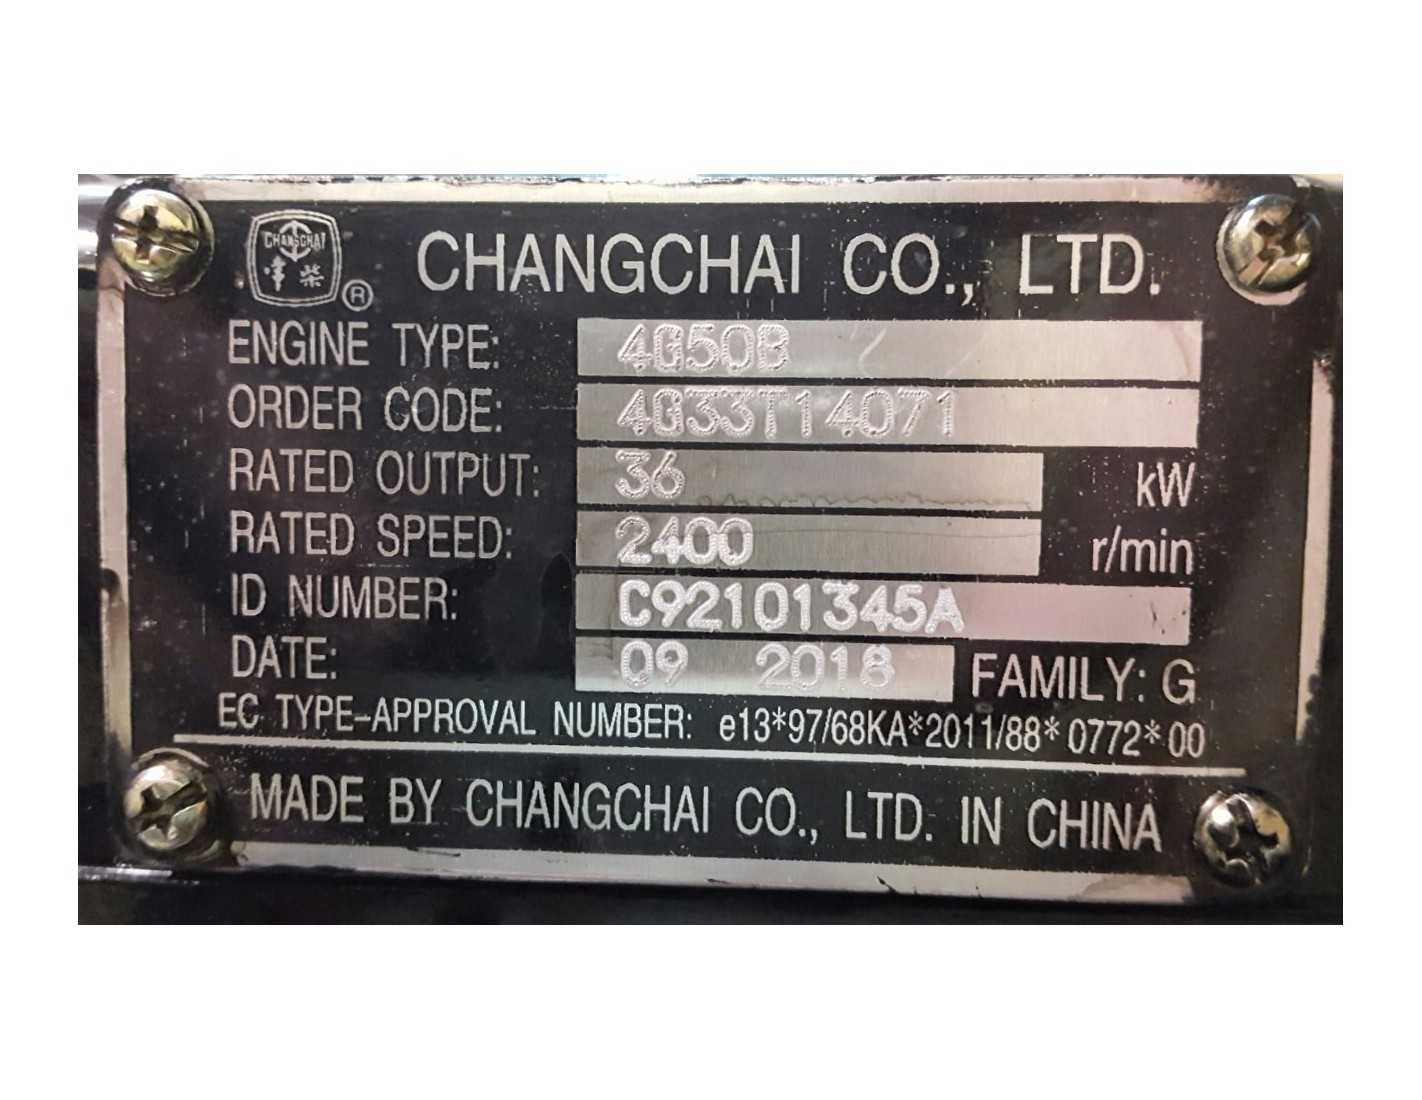 CHANGCHAI
常柴
®
CHANGCHAI CO., LTD.
ENGINE TYPE: 4G50B
ORDER CODE: 4G33T14071
RATED OUTPUT: 36 kW
RATED SPEED: 2400 r/min
ID NUMBER: C92101345A
DATE: 09 2018 FAMILY: G
EC TYPE-APPROVAL NUMBER: e13*97/68KA*2011/88*0772*00
MADE BY CHANGCHAI CO., LTD. IN CHINA